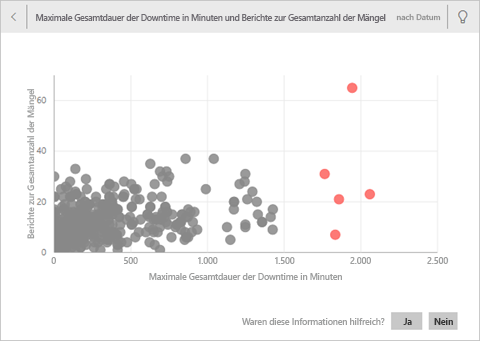 Maximale Gesamtdauer der Downtime in Minuten und Berichte zur Gesamtanzahl der Mängel nach Datum
Berichte zur Gesamtanzahl der Mängel
60
40
20
0
0 500 1.000 1.500 2.000 2.500
Maximale Gesamtdauer der Downtime in Minuten
Waren diese Informationen hilfreich? Ja Nein